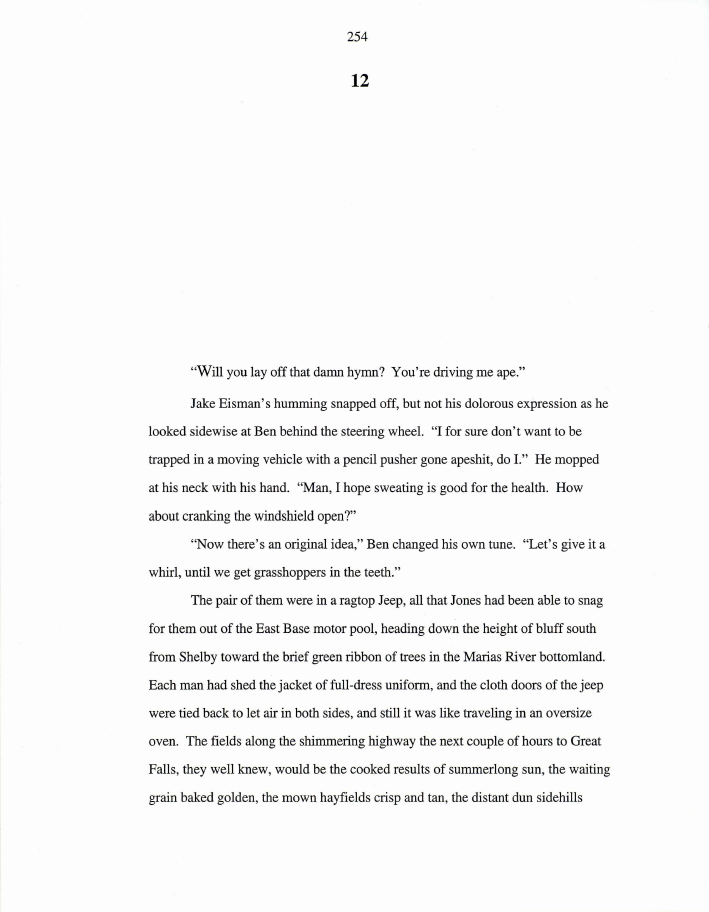 254
12
“Will you lay off that damn hymn?  You’re driving me ape.”
Jake Eisman’s humming snapped off, but not his dolorous expression as he
looked sidewise at Ben behind the steering wheel.  “I for sure don’t want to be
trapped in a moving vehicle with a pencil pusher gone apeshit, do I.”  He mopped
at his neck with his hand.  “Man, I hope sweating is good for the health.  How
about cranking the windshield open?”
“Now there’s an original idea,” Ben changed his own tune.  “Let’s give it a
whirl, until we get grasshoppers in the teeth.”
The pair of them were in a ragtop Jeep, all that Jones had been able to snag
for them out of the East Base motor pool, heading down the height of bluff south
from Shelby toward the brief green ribbon of trees in the Marias River bottomland.
Each man had shed the jacket of full-dress uniform, and the cloth doors of the jeep
were tied back to let air in both sides, and still it was like traveling in an oversize
oven.  The fields along the shimmering highway the next couple of hours to Great
Falls, they well knew, would be the cooked results of summerlong sun, the waiting
grain baked golden, the mown hayfields crisp and tan, the distant dun sidehills